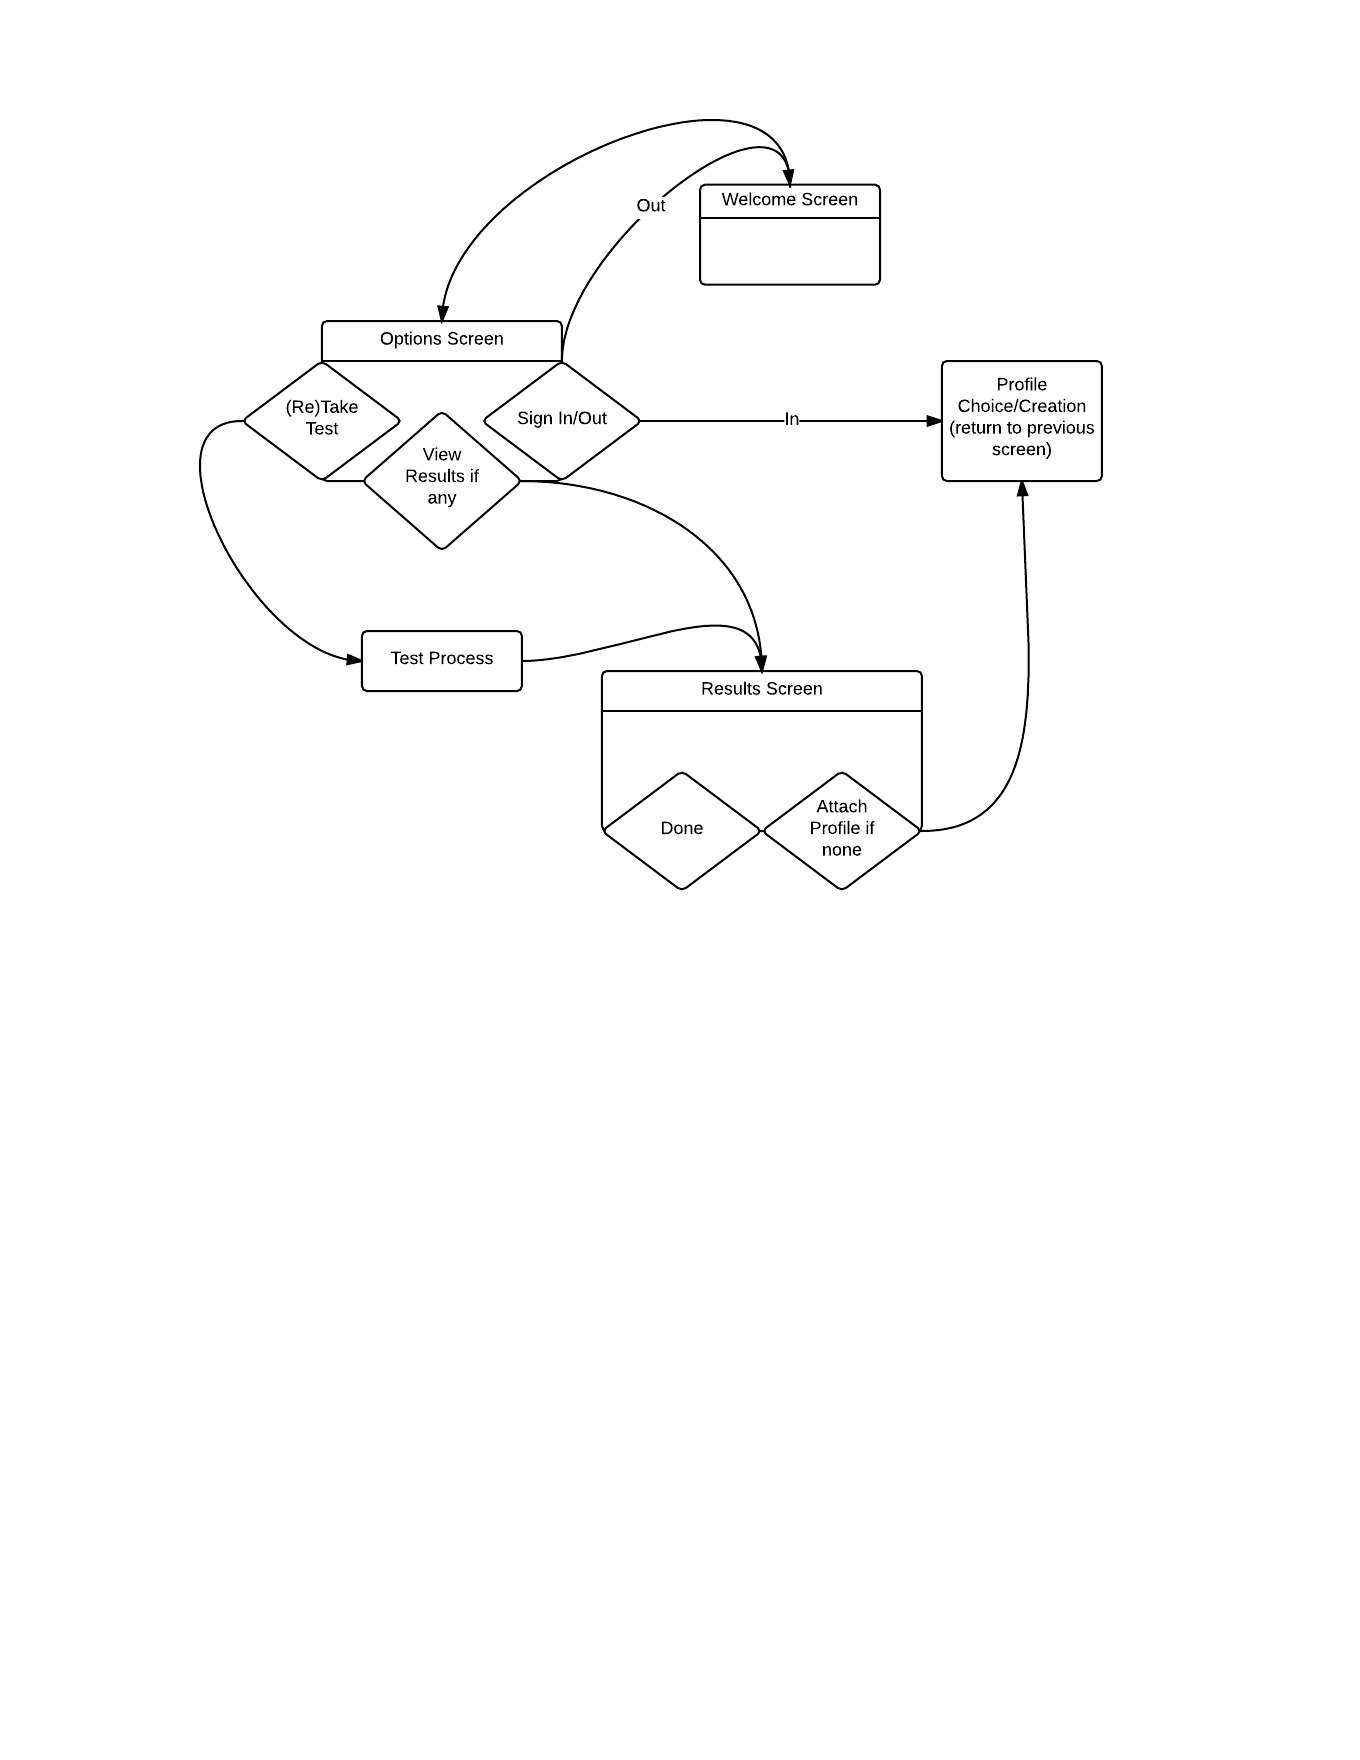 Out
Welcome Screen
Options Screen
(Re)Take
Test
View
Results if
any
Sign In/Out
In
Profile
Choice/Creation
(return to previous
screen)
Test Process
Results Screen
Done
Attach
Profile if
none